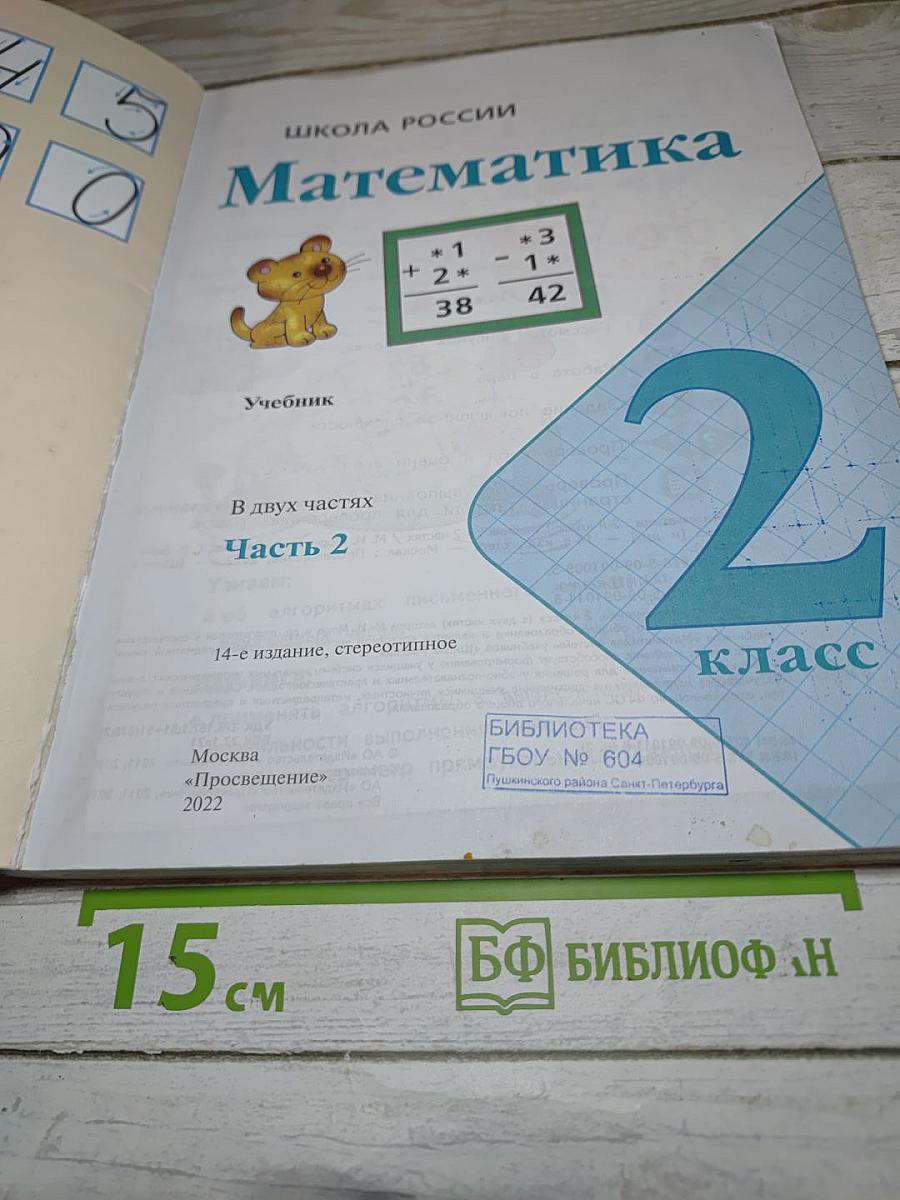 4
5
0
ШКОЛА РОССИИ
Математика
* 1
+ 2 *
38
* 3
- 1 *
42
Учебник
В двух частях
Часть 2
14-е издание, стереотипное
2
класс
Москва
«Просвещение»
2022
БИБЛИОТЕКА
ГБОУ № 604
Пушкинского района Санкт-Петербурга
15 см
БФ